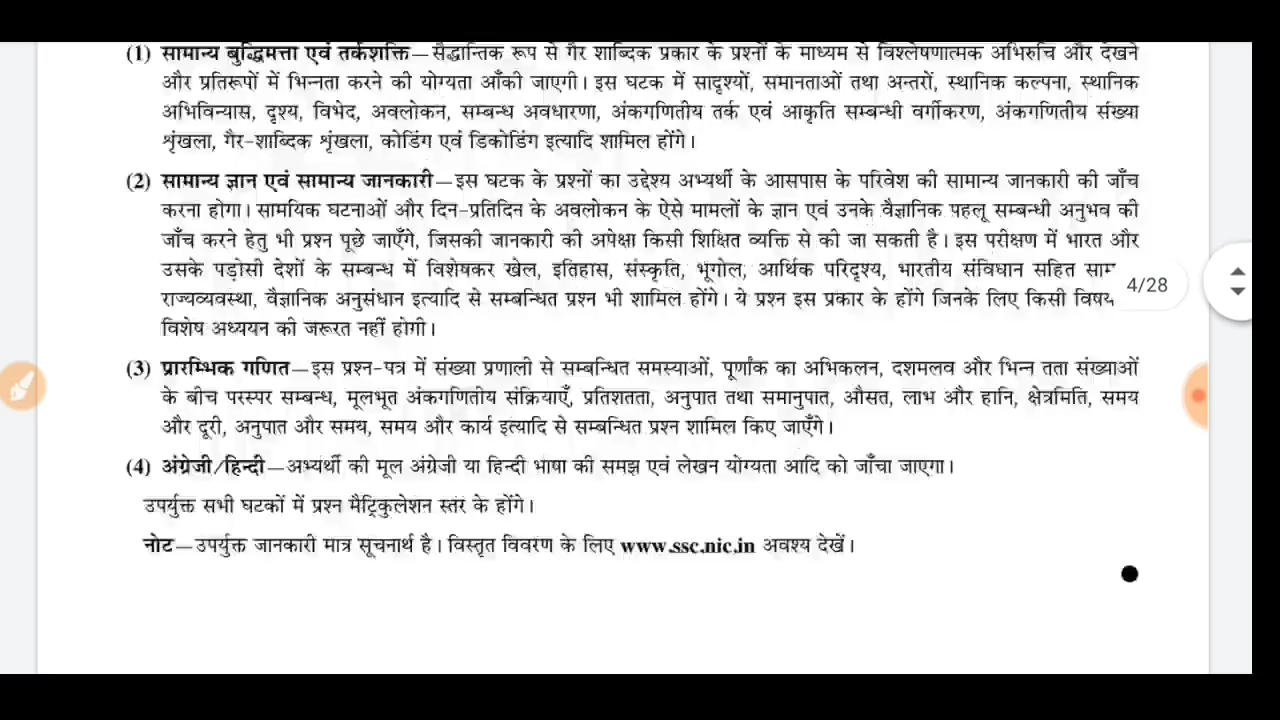 (1) सामान्य बुद्धिमत्ता एवं तर्कशक्ति—सैद्धान्तिक रूप से गैर शाब्दिक प्रकार के प्रश्नों के माध्यम से विश्लेषणात्मक अभिरुचि और देखने
और प्रतिरूपों में भिन्नता करने की योग्यता आँकी जाएगी। इस घटक में सादृश्यों, समानताओं तथा अन्तरों, स्थानिक कल्पना, स्थानिक
अभिविन्यास, दृश्य, विभेद, अवलोकन, सम्बन्ध अवधारणा, अंकगणितीय तर्क एवं आकृति सम्बन्धी वर्गीकरण, अंकगणितीय संख्या
शृंखला, गैर-शाब्दिक शृंखला, कोडिंग एवं डिकोडिंग इत्यादि शामिल होंगे।
(2) सामान्य ज्ञान एवं सामान्य जानकारी—इस घटक के प्रश्नों का उद्देश्य अभ्यर्थी के आसपास के परिवेश की सामान्य जानकारी की जाँच
करना होगा। सामयिक घटनाओं और दिन-प्रतिदिन के अवलोकन के ऐसे मामलों के ज्ञान एवं उनके वैज्ञानिक पहलू सम्बन्धी अनुभव की
जाँच करने हेतु भी प्रश्न पूछे जाएँगे, जिसकी जानकारी की अपेक्षा किसी शिक्षित व्यक्ति से की जा सकती है। इस परीक्षण में भारत और
उसके पड़ोसी देशों के सम्बन्ध में विशेषकर खेल, इतिहास, संस्कृति, भूगोल, आर्थिक परिदृश्य, भारतीय संविधान सहित
4/28
राज्यव्यवस्था, वैज्ञानिक अनुसंधान इत्यादि से सम्बन्धित प्रश्न भी शामिल होंगे। ये प्रश्न इस प्रकार के होंगे जिनके लिए किसी विषय
विशेष अध्ययन की जरूरत नहीं होगी।
(3) प्रारम्भिक गणित—इस प्रश्न-पत्र में संख्या प्रणाली से सम्बन्धित समस्याओं, पूर्णांक का अभिकलन, दशमलव और भिन्न तता संख्याओं
के बीच परस्पर सम्बन्ध, मूलभूत अंकगणितीय संक्रियाएँ, प्रतिशतता, अनुपात तथा समानुपात, औसत, लाभ और हानि, क्षेत्रमिति, समय
और दूरी, अनुपात और समय, समय और कार्य इत्यादि से सम्बन्धित प्रश्न शामिल किए जाएँगे।
(4) अंग्रेजी/हिन्दी—अभ्यर्थी की मूल अंग्रेजी या हिन्दी भाषा की समझ एवं लेखन योग्यता आदि को जाँचा जाएगा।
उपर्युक्त सभी घटकों में प्रश्न मैट्रिकुलेशन स्तर के होंगे।
नोट—उपर्युक्त जानकारी मात्र सूचनार्थ है। विस्तृत विवरण के लिए www.ssc.nic.in अवश्य देखें।